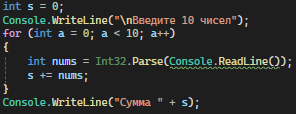 int s = 0;
Console.WriteLine("\nВведите 10 чисел");
for (int a = 0; a < 10; a++)
{
int nums = Int32.Parse(Console.ReadLine());
s += nums;
}
Console.WriteLine("Сумма " + s);